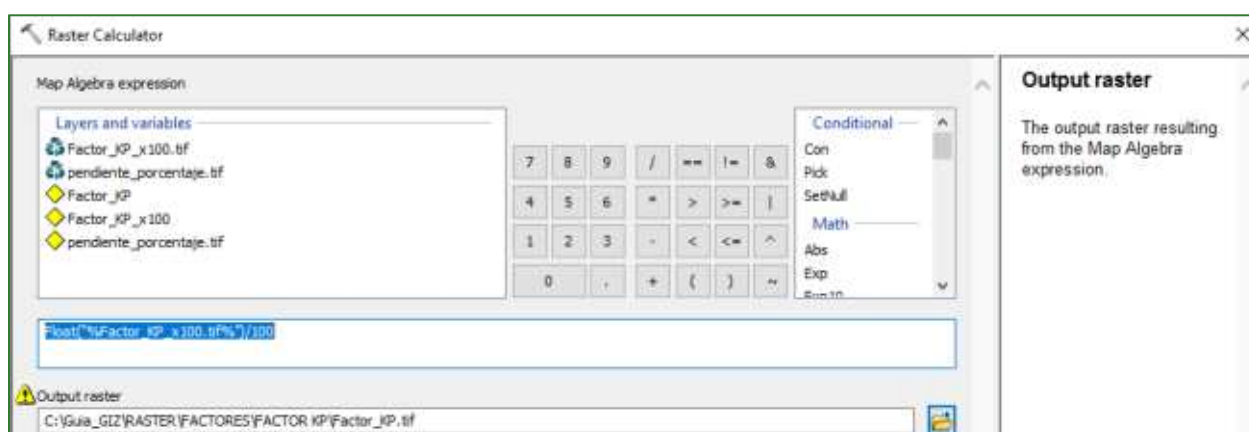 Raster Calculator
Map Algebra expression
Layers and variables
Factor_KP_x100.tif
pendiente_porcentaje.tif
Factor_KP
Factor_KP_x100
pendiente_porcentaje.tif
7 8 9 / == != &
4 5 6 * > >= |
1 2 3 - < <= ^
0 . + ( ) ~
Conditional
Con
Pick
SetNull
Math
Abs
Exp
Exp10
Float("%Factor_KP_x100.tif%")/100
Output raster
C:\Guia_GIZ\RASTER\FACTORES\FACTOR KP\Factor_KP.tif
Output raster
The output raster resulting
from the Map Algebra
expression.